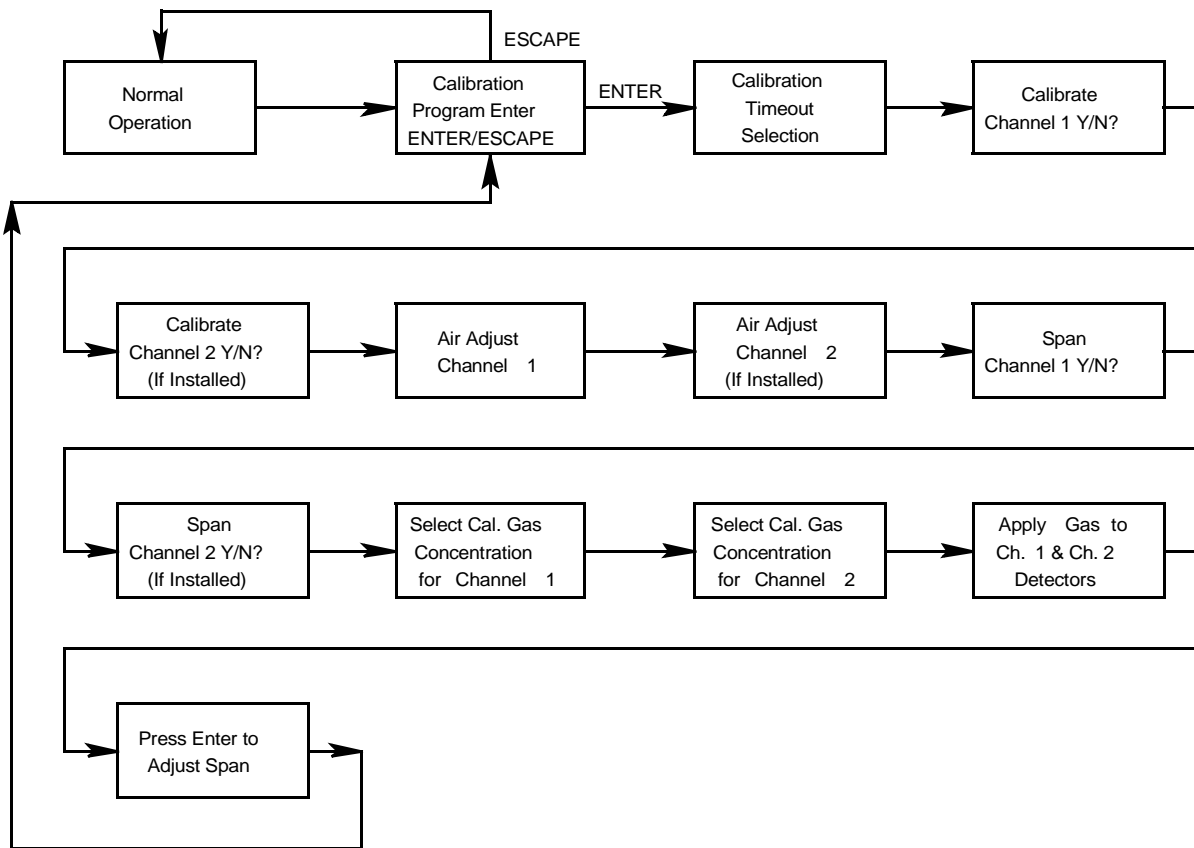 ESCAPE
Normal
Operation
Calibration
Program Enter
ENTER/ESCAPE
ENTER
Calibration
Timeout
Selection
Calibrate
Channel 1 Y/N?
Calibrate
Channel 2 Y/N?
(If Installed)
Air Adjust
Channel 1
Air Adjust
Channel 2
(If Installed)
Span
Channel 1 Y/N?
Span
Channel 2 Y/N?
(If Installed)
Select Cal. Gas
Concentration
for Channel 1
Select Cal. Gas
Concentration
for Channel 2
Apply Gas to
Ch. 1 & Ch. 2
Detectors
Press Enter to
Adjust Span